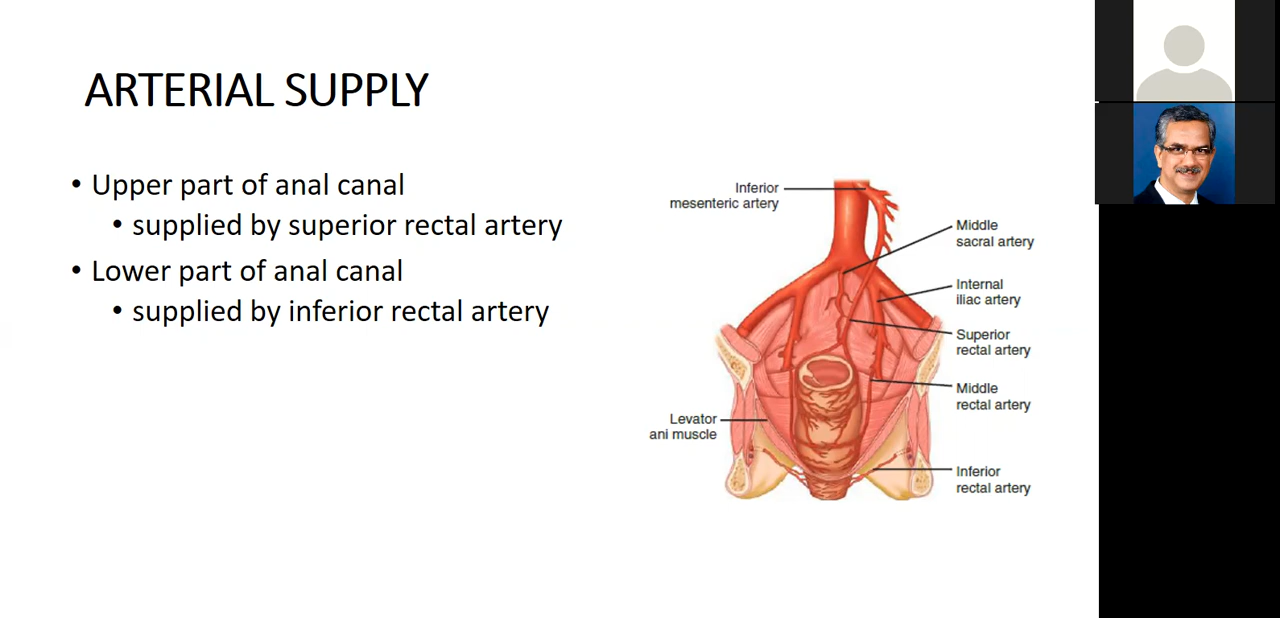 ARTERIAL SUPPLY
• Upper part of anal canal
• supplied by superior rectal artery
• Lower part of anal canal
• supplied by inferior rectal artery
Inferior
mesenteric artery
Middle
sacral artery
Internal
iliac artery
Superior
rectal artery
Middle
rectal artery
Levator
ani muscle
Inferior
rectal artery